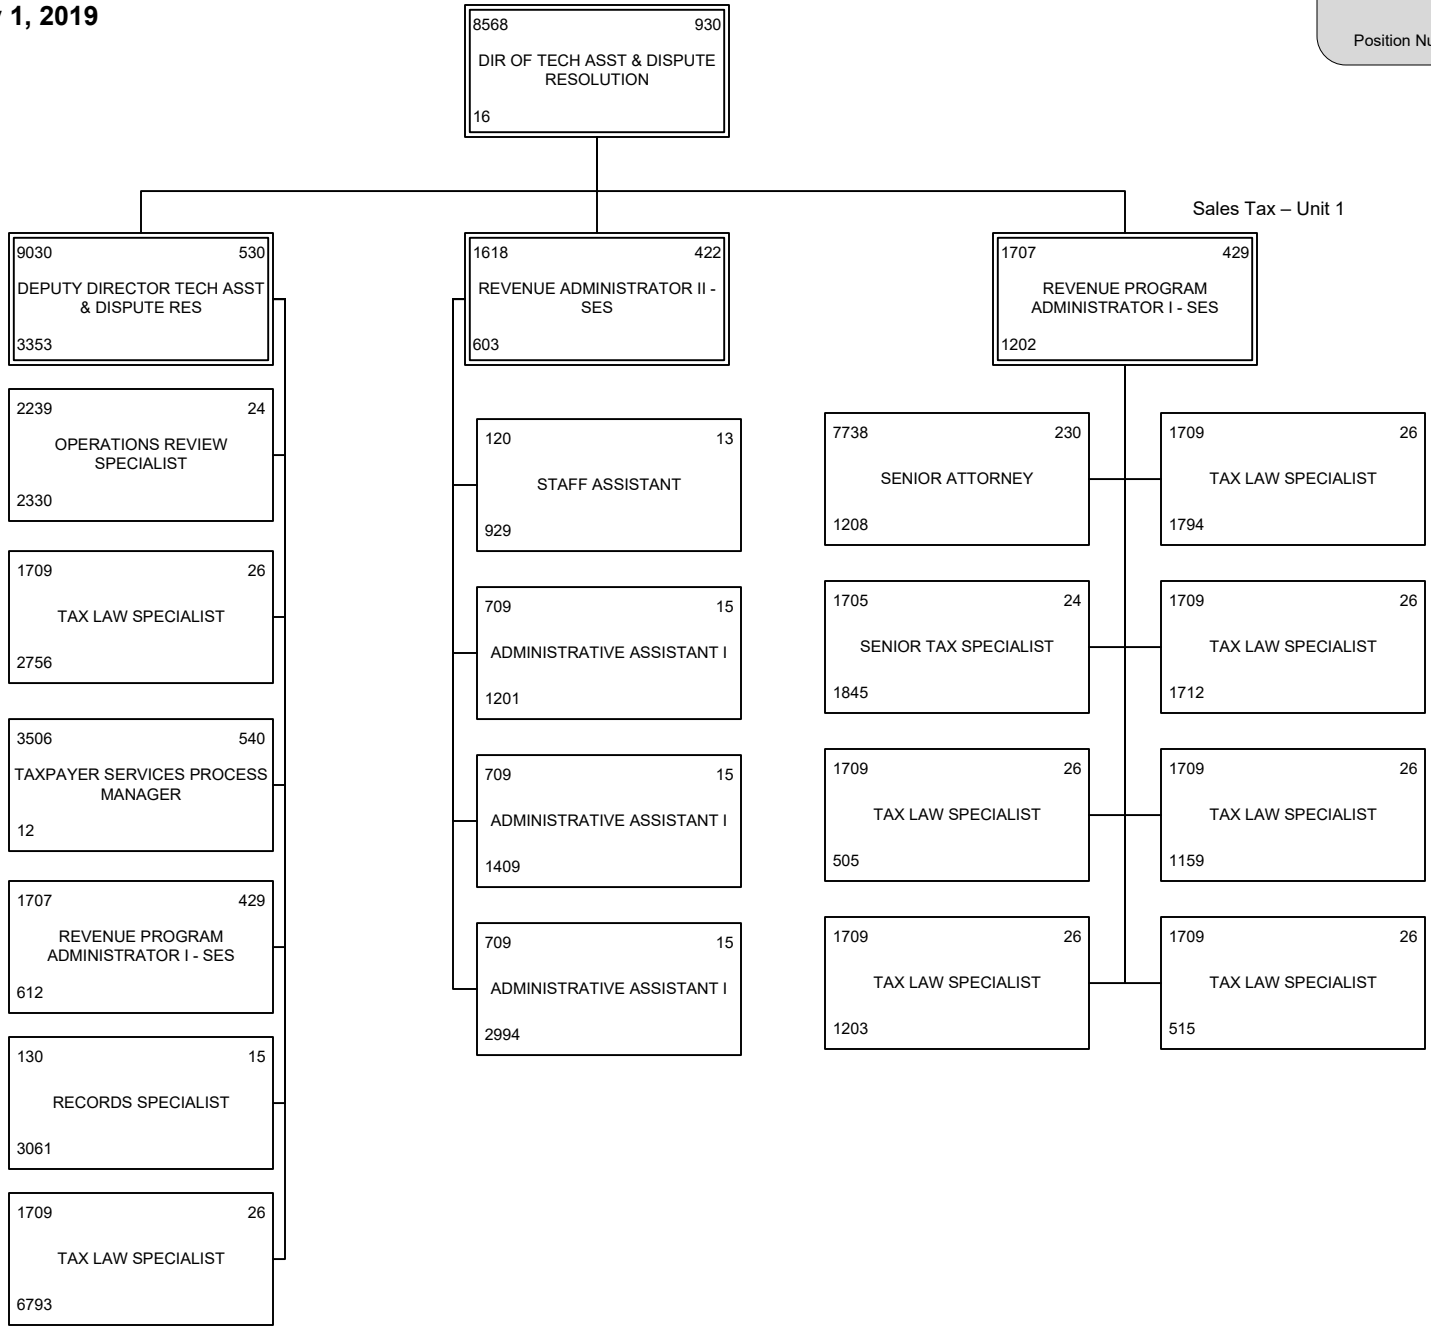 1, 2019
Position
8568 930
DIR OF TECH ASST & DISPUTE
RESOLUTION
16
Sales Tax – Unit 1
9030 530
DEPUTY DIRECTOR TECH ASST
& DISPUTE RES
3353
2239 24
OPERATIONS REVIEW
SPECIALIST
2330
1709 26
TAX LAW SPECIALIST
2756
3506 540
TAXPAYER SERVICES PROCESS
MANAGER
12
1707 429
REVENUE PROGRAM
ADMINISTRATOR I - SES
612
130 15
RECORDS SPECIALIST
3061
1709 26
TAX LAW SPECIALIST
6793
1618 422
REVENUE ADMINISTRATOR II -
SES
603
120 13
STAFF ASSISTANT
929
709 15
ADMINISTRATIVE ASSISTANT I
1201
709 15
ADMINISTRATIVE ASSISTANT I
1409
709 15
ADMINISTRATIVE ASSISTANT I
2994
1707 429
REVENUE PROGRAM
ADMINISTRATOR I - SES
1202
7738 230
SENIOR ATTORNEY
1208
1705 24
SENIOR TAX SPECIALIST
1845
1709 26
TAX LAW SPECIALIST
505
1709 26
TAX LAW SPECIALIST
1203
1709 26
TAX LAW SPECIALIST
1794
1709 26
TAX LAW SPECIALIST
1712
1709 26
TAX LAW SPECIALIST
1159
1709 26
TAX LAW SPECIALIST
515